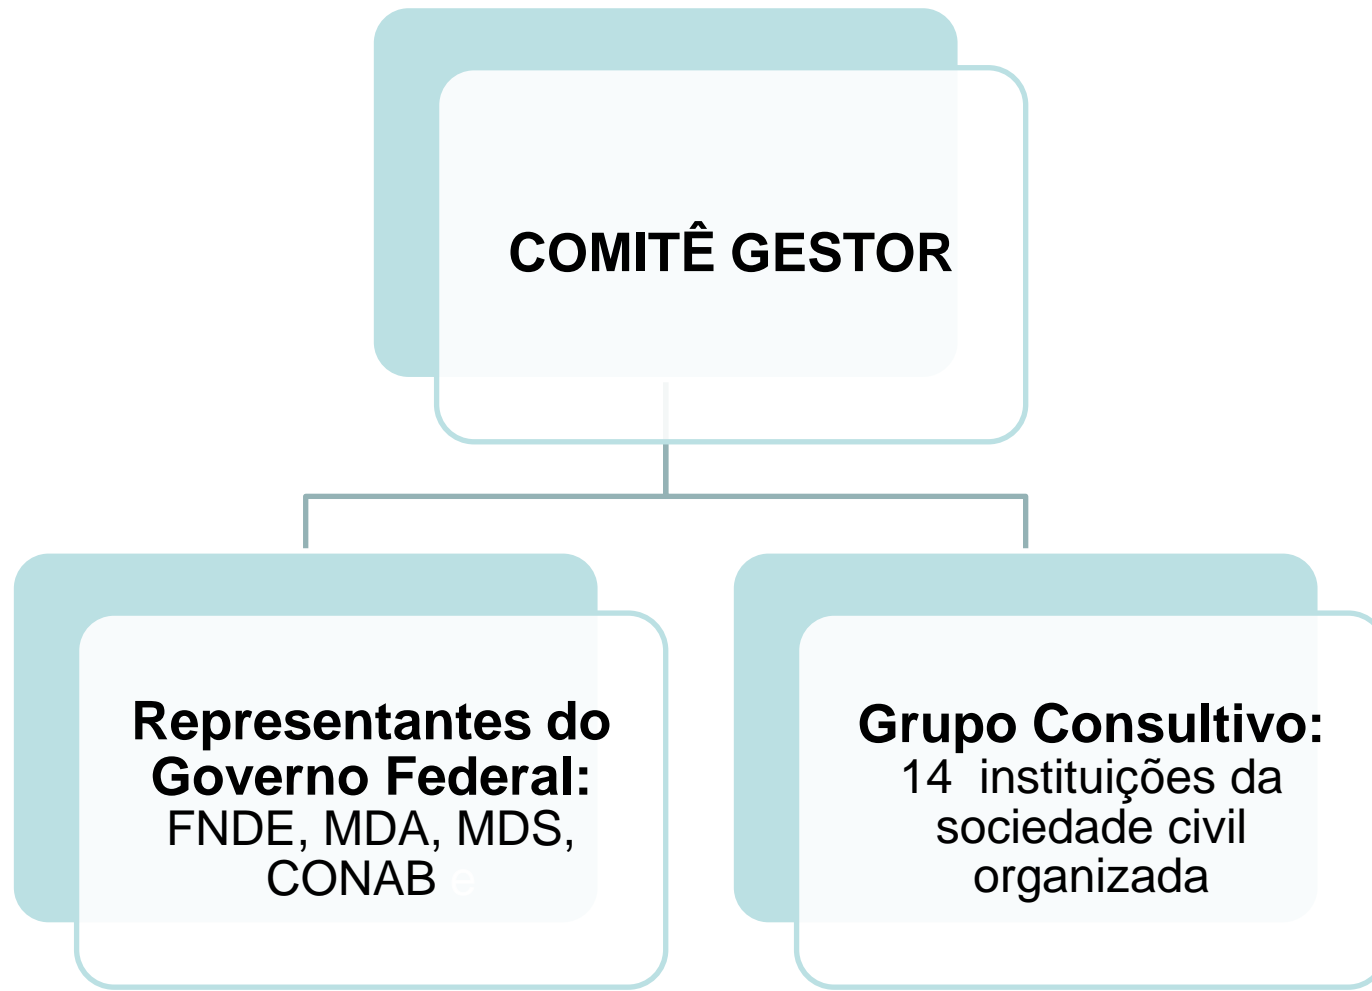 COMITÊ GESTOR
Representantes do
Governo Federal:
FNDE, MDA, MDS,
CONAB e
Grupo Consultivo:
14 instituições da
sociedade civil
organizada